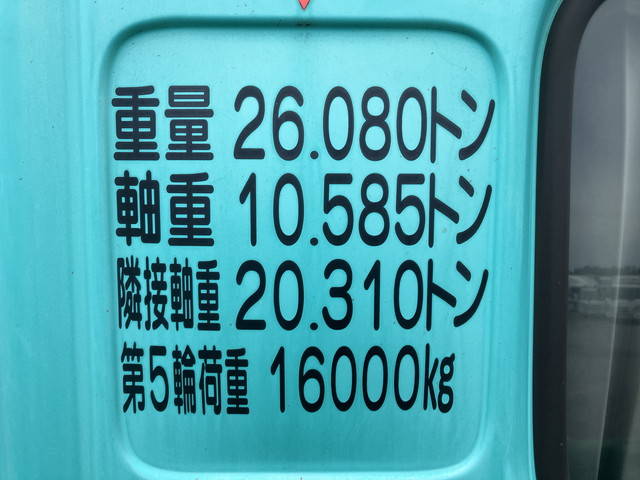 重量 26.080トン
軸重 10.585トン
隣接軸重 20.310トン
第5輪荷重 16000kg